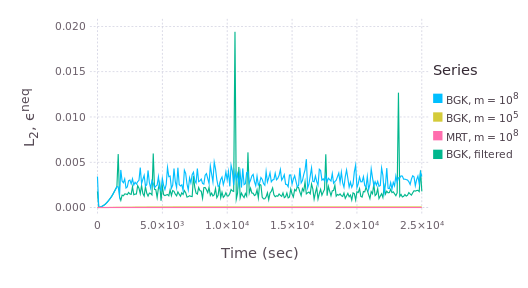 0.020
0.015
0.010
0.005
0.000
L₂, ϵⁿᵉq
0
5.0×10³
1.0×10⁴
1.5×10⁴
2.0×10⁴
2.5×10⁴
Time (sec)
Series
BGK, m = 10⁸
BGK, m = 10⁵
MRT, m = 10⁸
BGK, filtered